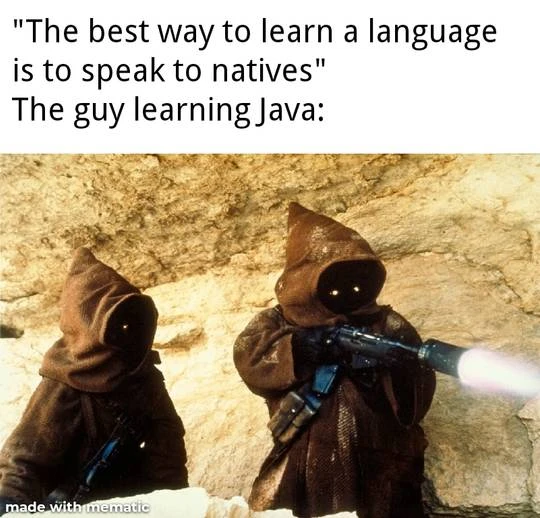 "The best way to learn a language
is to speak to natives"
The guy learning Java:
made with mematic